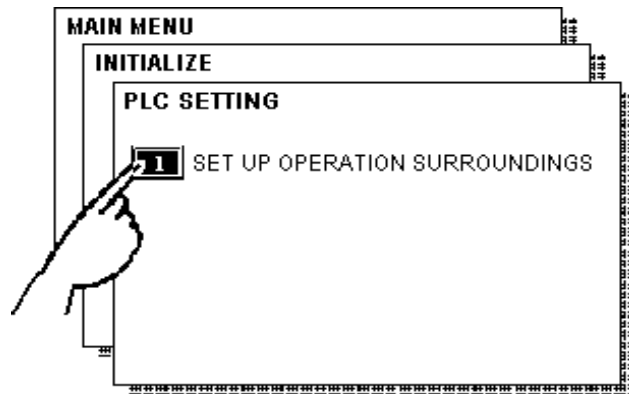 MAIN MENU
INITIALIZE
PLC SETTING
1 SET UP OPERATION SURROUNDINGS